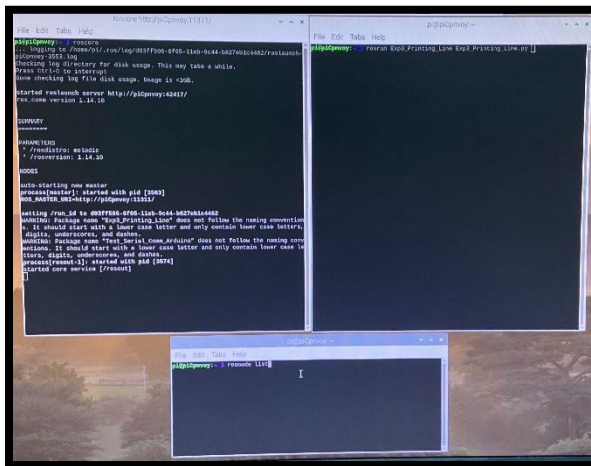 roscore http://piCpnvoy:11311/
File Edit Tabs Help
pi@piCpnvoy:~ $ roscore
... logging to /home/pi/.ros/log/d93ff506-6f65-11eb-9c44-b827eb1c4462/roslaunch-
piCpnvoy-3553.log
Checking log directory for disk usage. This may take a while.
Press Ctrl-C to interrupt
Done checking log file disk usage. Usage is <1GB.
started roslaunch server http://piCpnvoy:42417/
ros_comm version 1.14.10
SUMMARY
========
PARAMETERS
* /rosdistro: melodic
* /rosversion: 1.14.10
NODES
auto-starting new master
process[master]: started with pid [3563]
ROS_MASTER_URI=http://piCpnvoy:11311/
setting /run_id to d93ff506-6f65-11eb-9c44-b827eb1c4462
WARNING: Package name "Exp3_Printing_Line" does not follow the naming convention
s. It should start with a lower case letter and only contain lower case letters,
digits, underscores, and dashes.
WARNING: Package name "Test_Serial_Comm_Arduino" does not follow the naming conv
entions. It should start with a lower case letter and only contain lower case le
tters, digits, underscores, and dashes.
process[rosout-1]: started with pid [3574]
started core service [/rosout]
pi@piCpnvoy: ~
File Edit Tabs Help
pi@piCpnvoy:~ $ rosrun Exp3_Printing_Line Exp3_Printing_Line.py
pi@piCpnvoy: ~
File Edit Tabs Help
pi@piCpnvoy:~ $ rosnode list